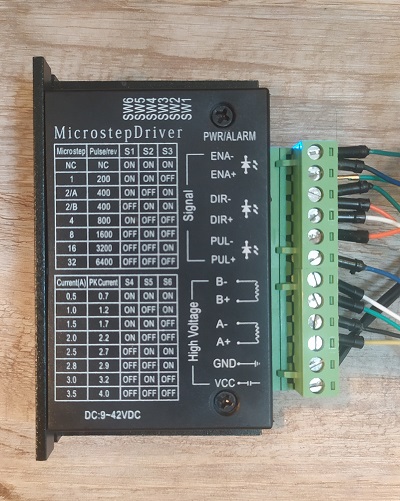 SW6
SW5
SW4
SW3
SW2
SW1
MicrostepDriver
PWR/ALARM
Microstep Pulse/rev S1 S2 S3
NC NC ON ON ON
1 200 ON ON OFF
2/A 400 ON OFF ON
2/B 400 OFF ON ON
4 800 ON OFF OFF
8 1600 OFF ON OFF
16 3200 OFF OFF ON
32 6400 OFF OFF OFF
Current(A) PK Current S4 S5 S6
0.5 0.7 ON ON ON
1.0 1.2 ON OFF ON
1.5 1.7 ON ON OFF
2.0 2.2 ON OFF OFF
2.5 2.7 OFF ON ON
2.8 2.9 OFF OFF ON
3.0 3.2 OFF ON OFF
3.5 4.0 OFF OFF OFF
DC:9~42VDC
Signal
ENA-
ENA+
DIR-
DIR+
PUL-
PUL+
High Voltage
B-
B+
A-
A+
GND
VCC